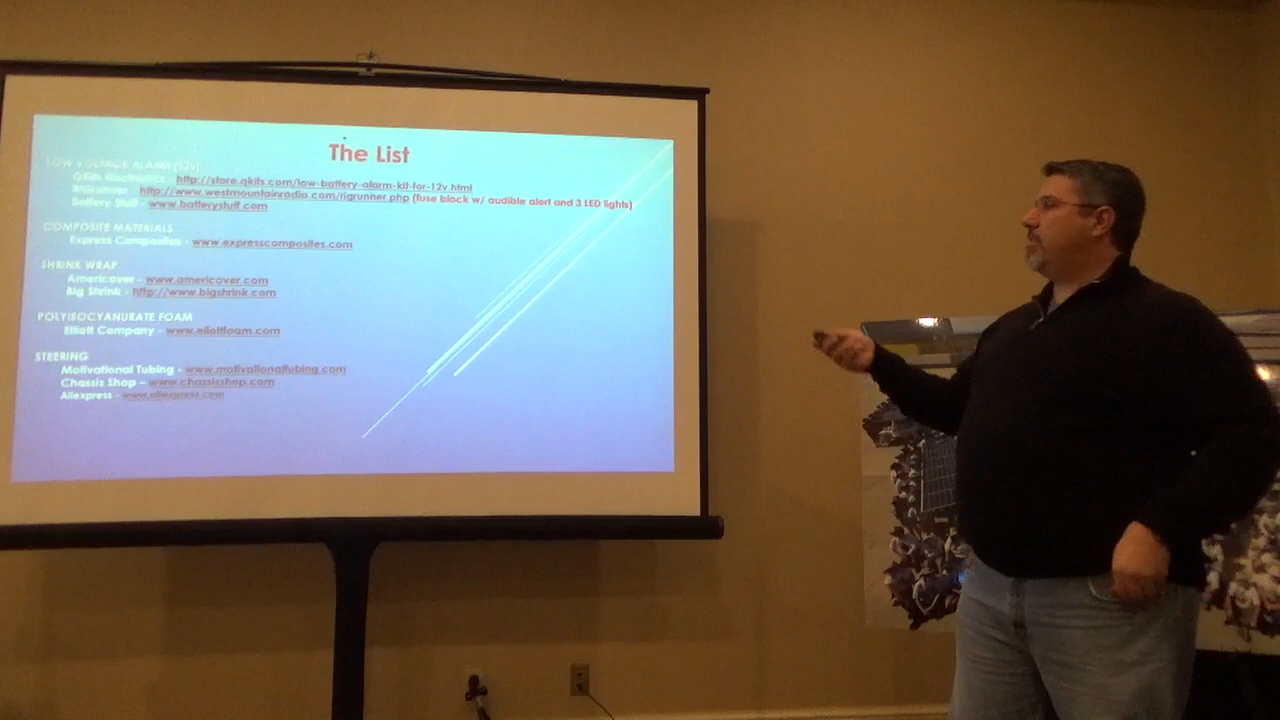 The List
LOW VOLTAGE ALARM (12V)
QKits Electronics http://store.qkits.com/low-battery-alarm-kit-for-12v.html
RIGrunner http://www.westmountainradio.com/rigrunner.php (fuse block w/ audible alert and 3 LED lights)
Battery Stuff - www.batterystuff.com
COMPOSITE MATERIALS
Express Composites - www.expresscomposites.com
SHRINK WRAP
Americover - www.americover.com
Big Shrink - http://www.bigshrink.com
POLYISOCYANURATE FOAM
Elliott Company - www.elliottfoam.com
STEERING
Motivational Tubing - www.motivationaltubing.com
Chassis Shop – www.chassisshop.com
Aliexpress - www.aliexpress.com